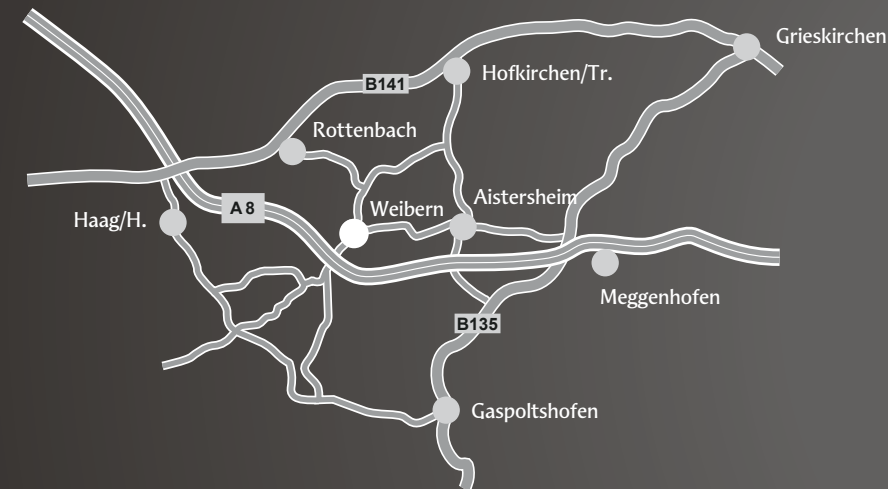 Grieskirchen
Hofkirchen/Tr.
B141
Rottenbach
Aistersheim
Weibern
A 8
Haag/H.
Meggenhofen
B135
Gaspoltshofen